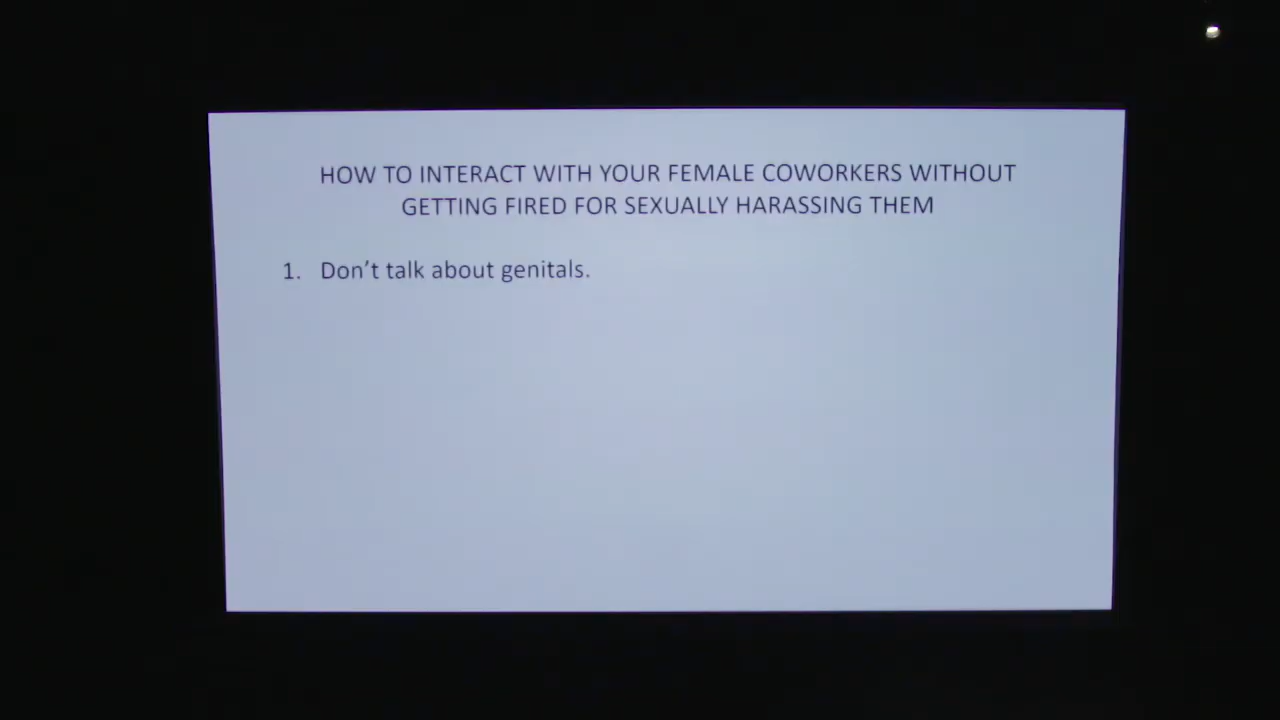 HOW TO INTERACT WITH YOUR FEMALE COWORKERS WITHOUT
GETTING FIRED FOR SEXUALLY HARASSING THEM
1. Don't talk about genitals.